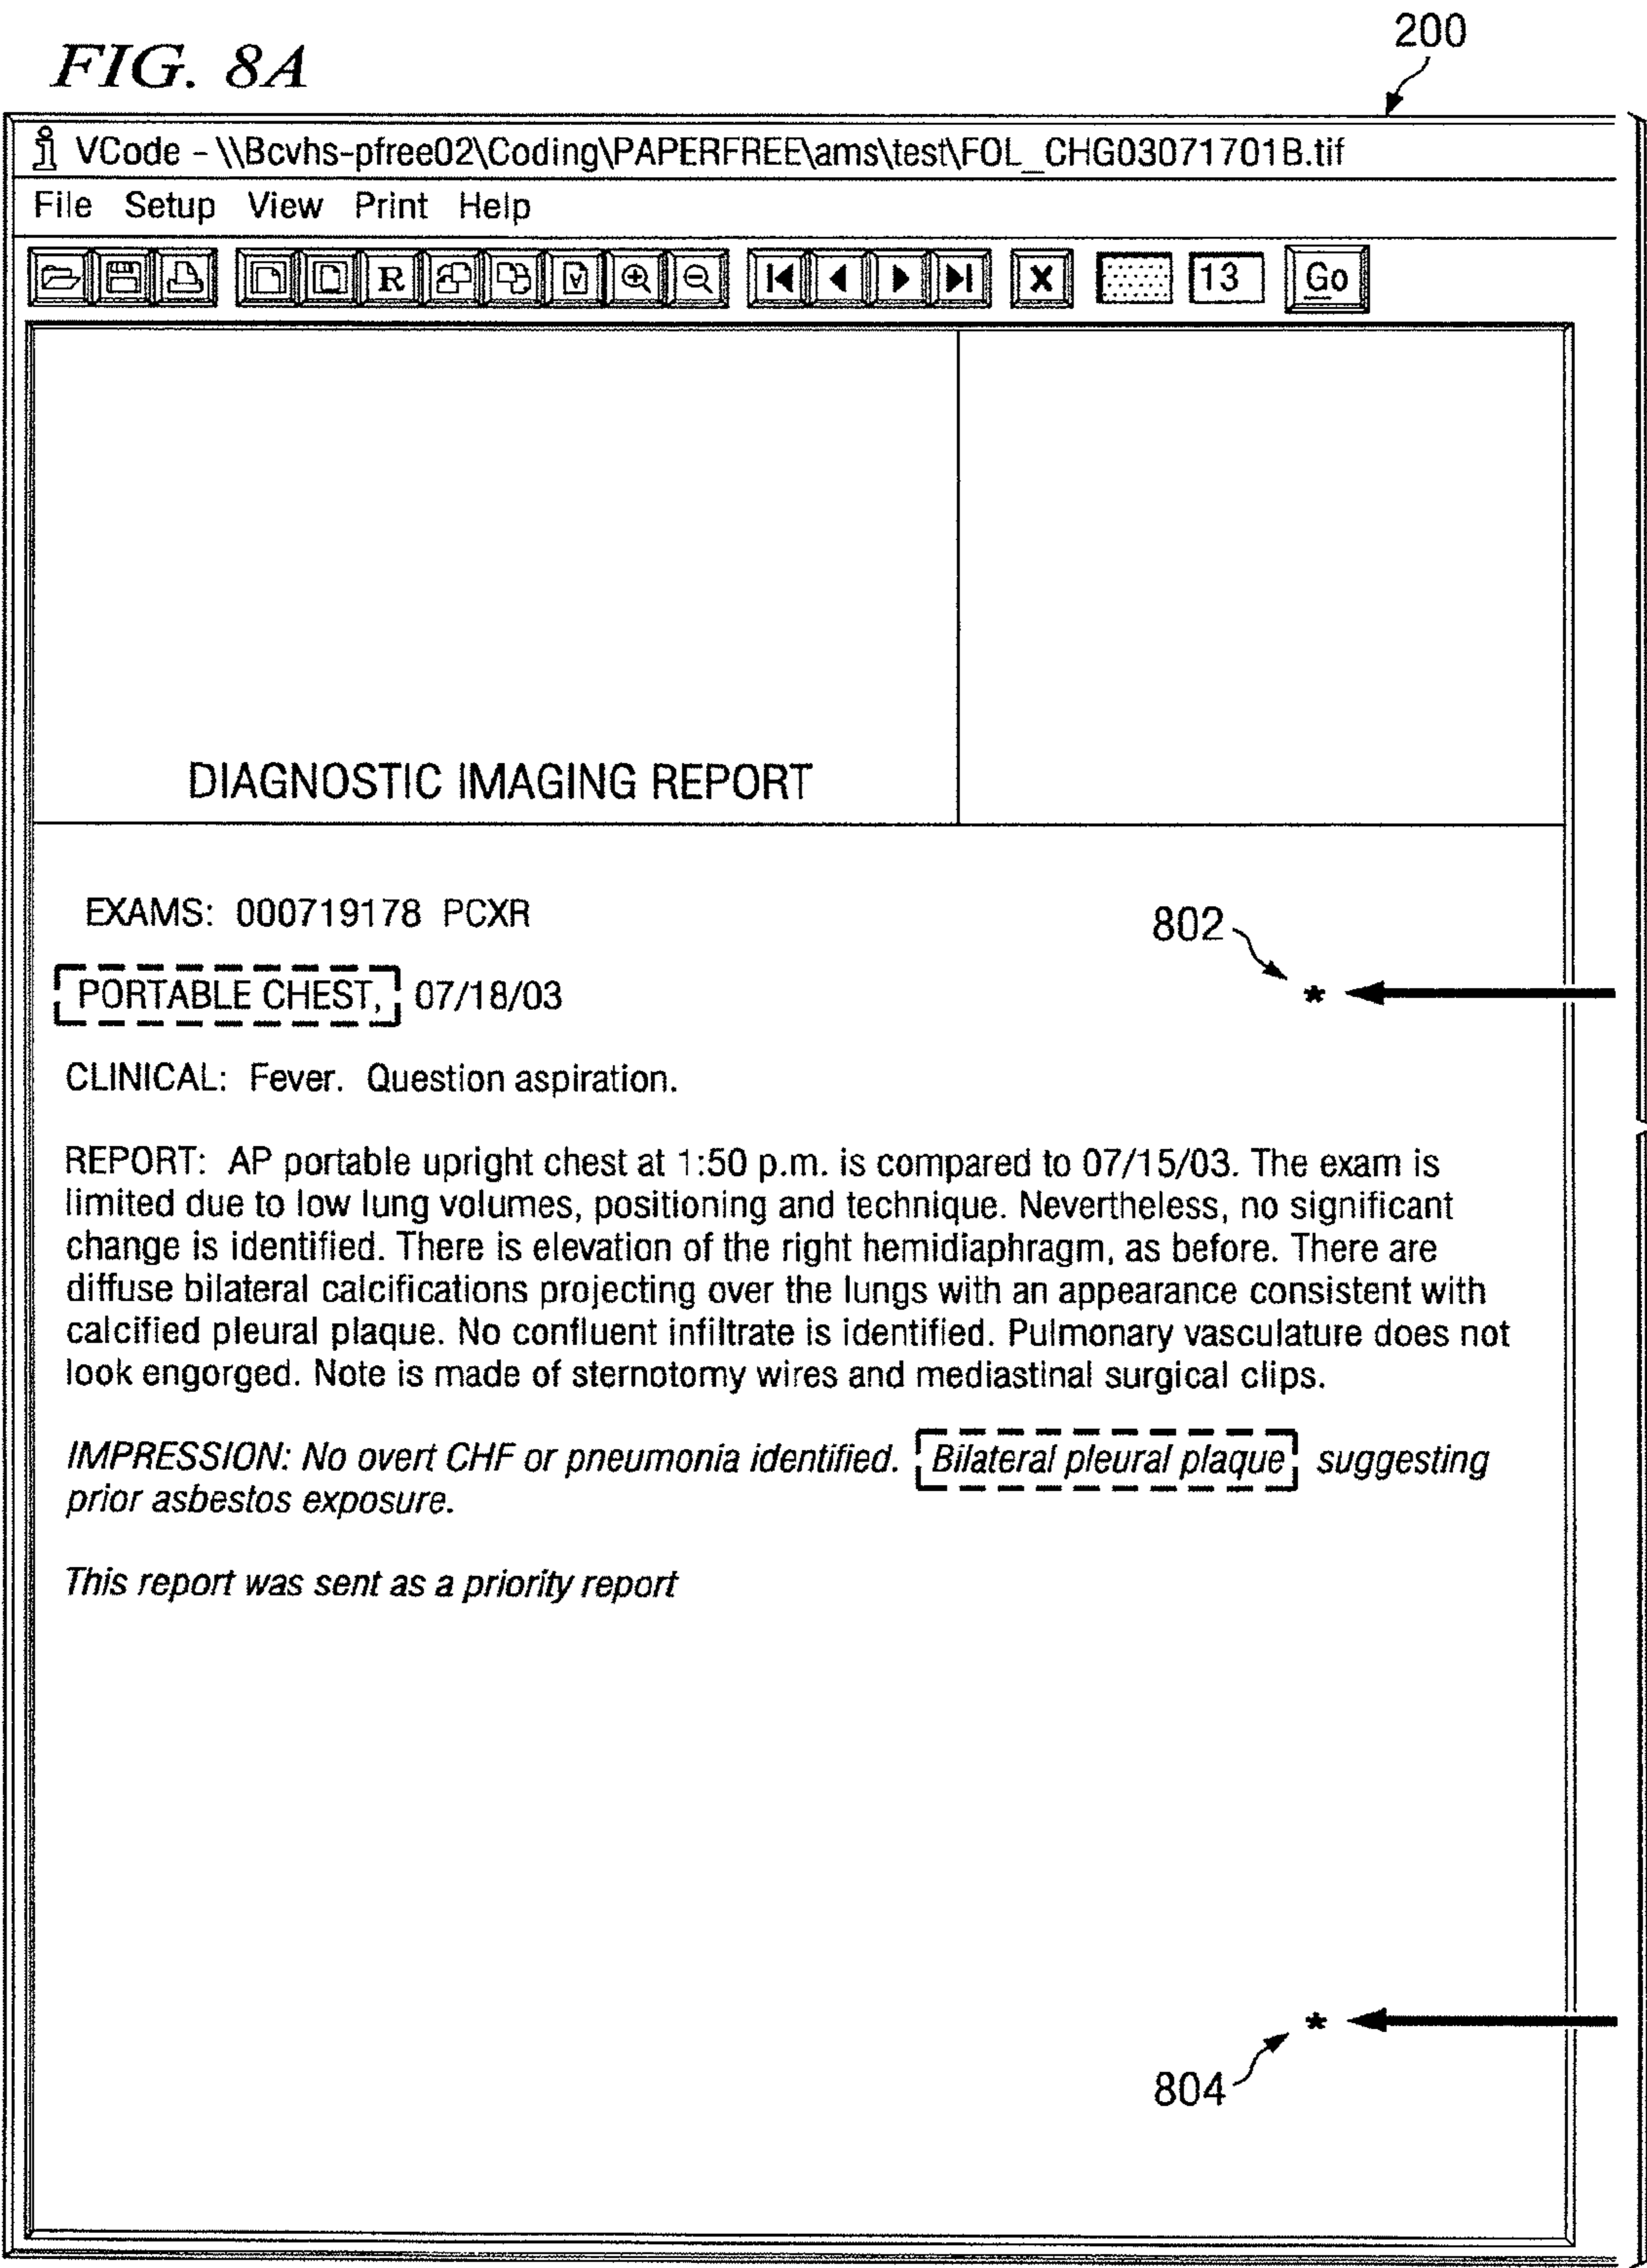 FIG. 8A
200
VCode - \\Bcvhs-pfree02\Coding\PAPERFREE\ams\test\FOL_CHG03071701B.tif
File Setup View Print Help
R A X 13 Go
DIAGNOSTIC IMAGING REPORT
EXAMS: 000719178 PCXR
802
PORTABLE CHEST, 07/18/03 *
CLINICAL: Fever. Question aspiration.
REPORT: AP portable upright chest at 1:50 p.m. is compared to 07/15/03. The exam is
limited due to low lung volumes, positioning and technique. Nevertheless, no significant
change is identified. There is elevation of the right hemidiaphragm, as before. There are
diffuse bilateral calcifications projecting over the lungs with an appearance consistent with
calcified pleural plaque. No confluent infiltrate is identified. Pulmonary vasculature does not
look engorged. Note is made of sternotomy wires and mediastinal surgical clips.
IMPRESSION: No overt CHF or pneumonia identified. Bilateral pleural plaque suggesting
prior asbestos exposure.
This report was sent as a priority report
*
804